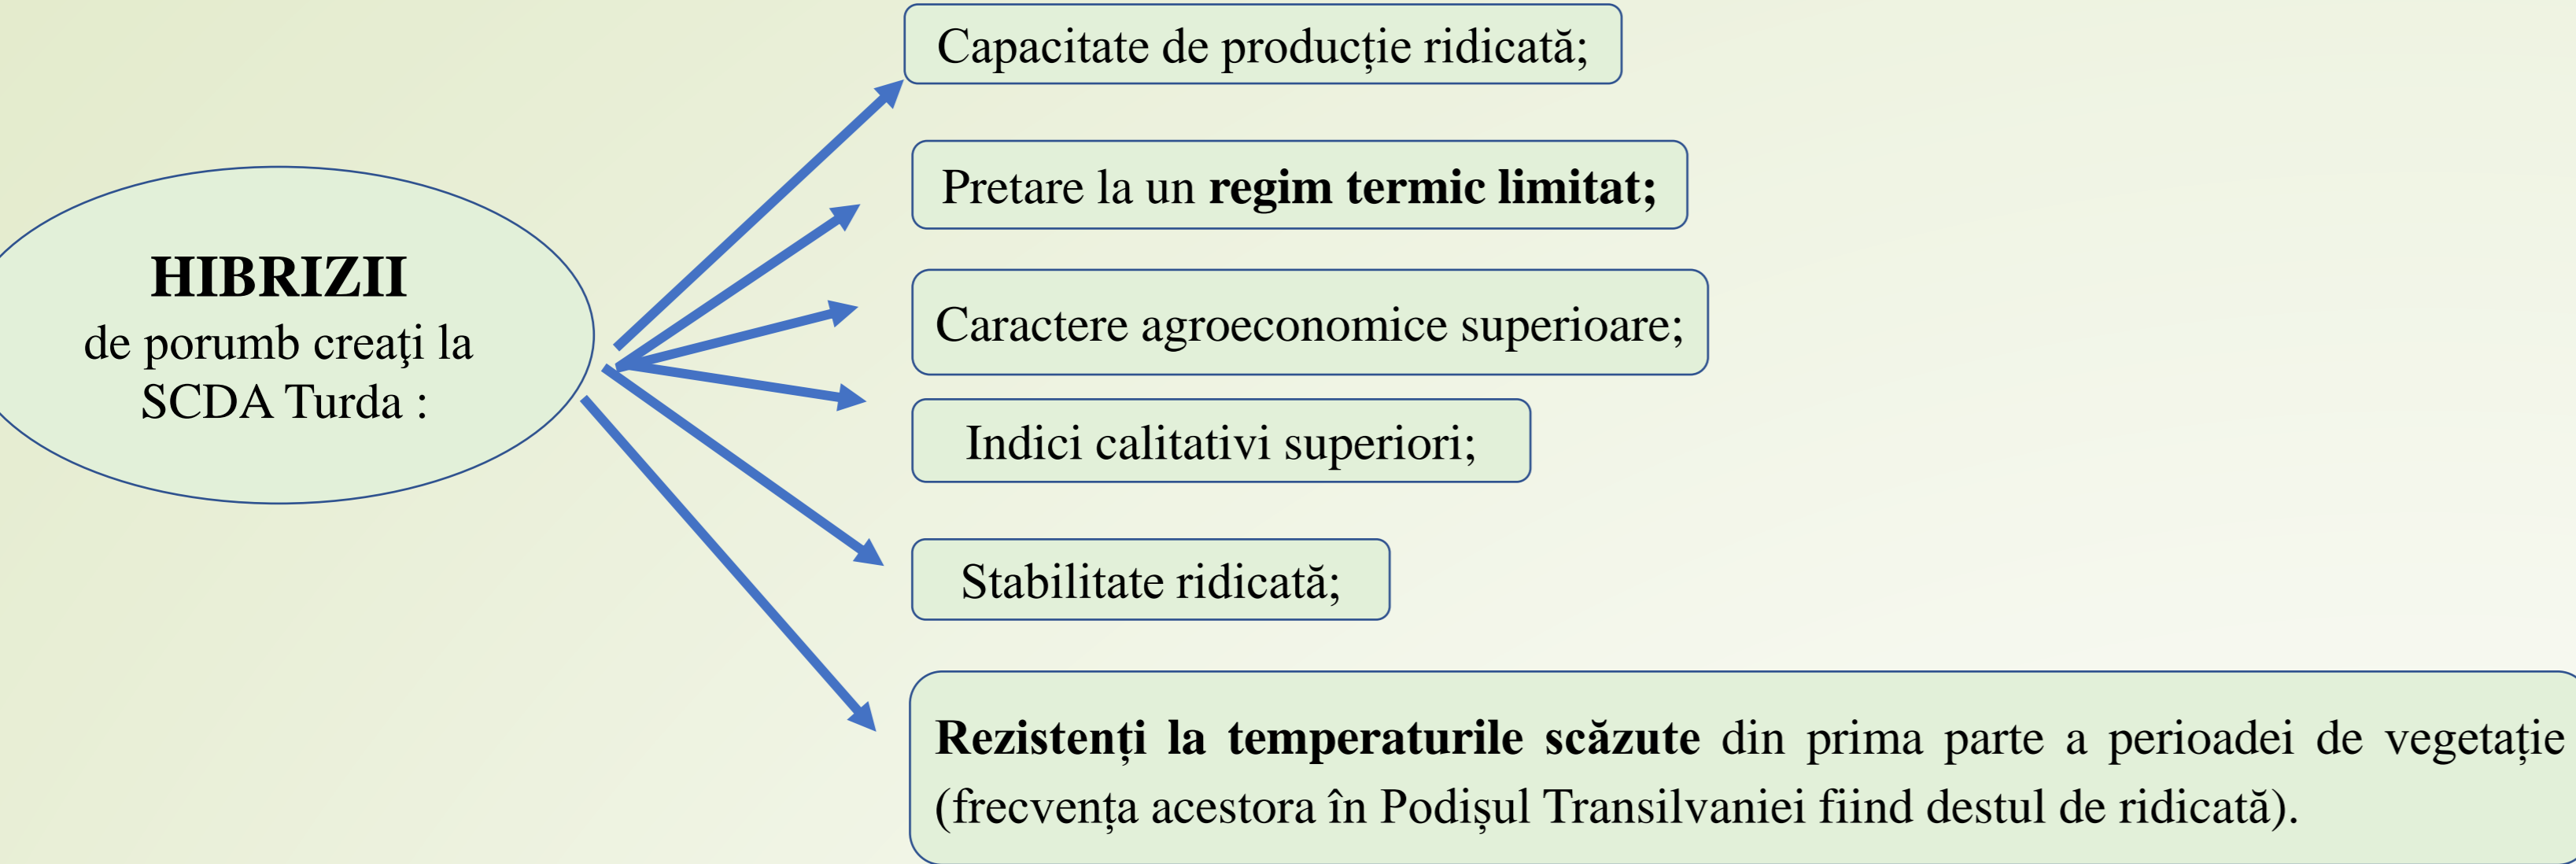 HIBRIZII
de porumb creaţi la
SCDA Turda :
Capacitate de producție ridicată;
Pretare la un regim termic limitat;
Caractere agroeconomice superioare;
Indici calitativi superiori;
Stabilitate ridicată;
Rezistenți la temperaturile scăzute din prima parte a perioadei de vegetație
(frecvența acestora în Podișul Transilvaniei fiind destul de ridicată).